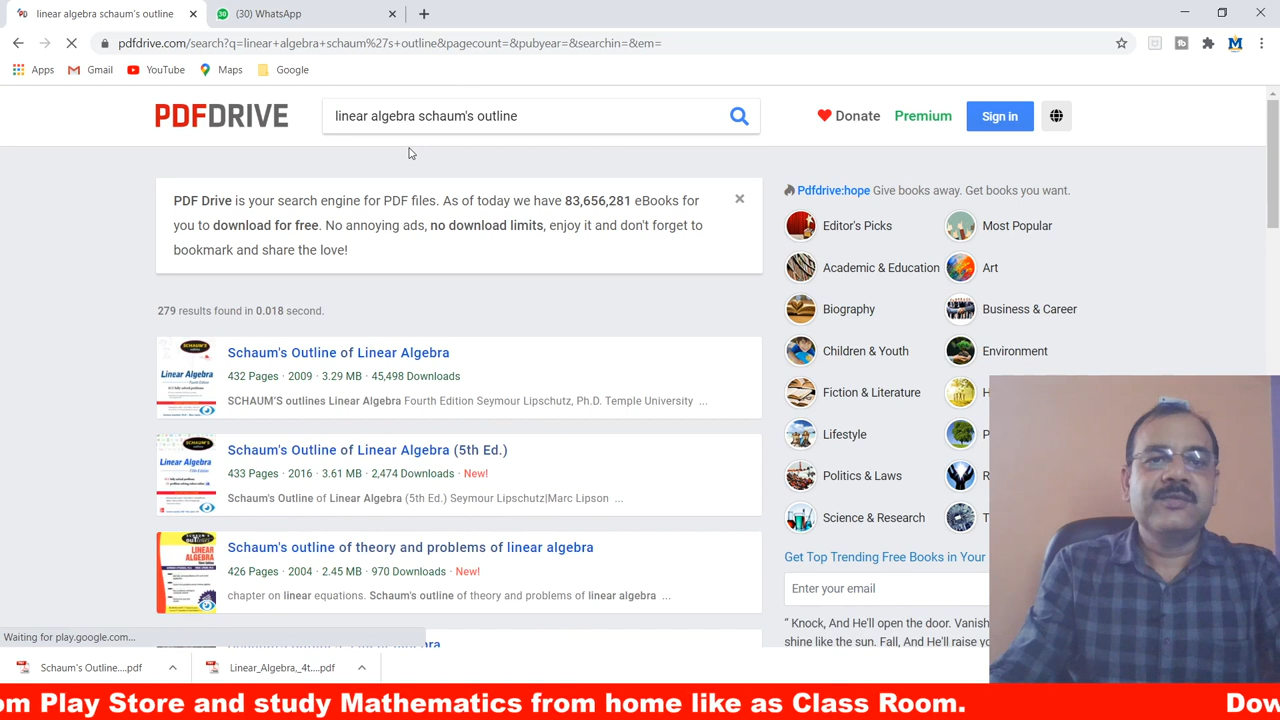 linear algebra schaum's outline
(30) WhatsApp
pdfdrive.com/search?q=linear+algebra+schaum%27s+outline&pagecount=&pubyear=&searchin=&em=
Apps
Gmail
YouTube
Maps
Google
PDFDRIVE
linear algebra schaum's outline
Donate
Premium
Sign in
PDF Drive is your search engine for PDF files. As of today we have 83,656,281 eBooks for
you to download for free. No annoying ads, no download limits, enjoy it and don't forget to
bookmark and share the love!
279 results found in 0.018 second.
Schaum's Outline of Linear Algebra
432 Pages · 2009 · 3.29 MB · 45,498 Downloads
SCHAUM'S outlines Linear Algebra Fourth Edition Seymour Lipschutz, Ph.D. Temple University ...
Schaum's Outline of Linear Algebra (5th Ed.)
433 Pages · 2016 · 3.61 MB · 2,474 Downloads · New!
Schaum's Outline of Linear Algebra (5th Ed.) Seymour Lipschutz|Marc Lipson ...
Schaum's outline of theory and problems of linear algebra
426 Pages · 2004 · 2.45 MB · 970 Downloads · New!
chapter on linear equations. Schaum's outline of theory and problems of linear algebra ...
Pdfdrive:hope Give books away. Get books you want.
Editor's Picks
Most Popular
Academic & Education
Art
Biography
Business & Career
Children & Youth
Environment
Fiction & Literature
H
Lifestyle
P
Politics & Laws
R
Science & Research
T
Get Top Trending Free Books in Your
Enter your email
“ Knock, And He'll open the door. Vanish
shine like the sun. Fall, And He'll raise yo
Waiting for play.google.com...
Schaum's Outline....pdf
Linear_Algebra,_4t....pdf
om Play Store and study Mathematics from home like as Class Room.
Dow